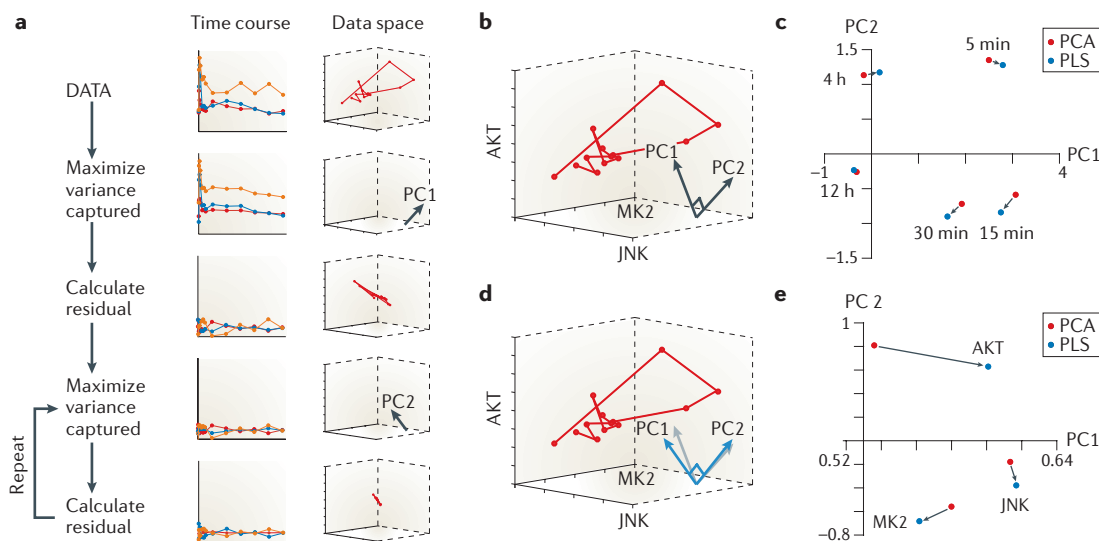 a
Time course
Data space
DATA
Maximize
variance
captured
PC1
Calculate
residual
Maximize
variance
captured
PC2
Repeat
Calculate
residual
b
AKT
PC1
PC2
MK2
JNK
c
PC2
1.5
5 min
PCA
PLS
4 h
PC1
−1
4
12 h
30 min
15 min
−1.5
d
AKT
PC1
PC2
MK2
JNK
e
PC 2
1
PCA
PLS
AKT
PC1
0.52
0.64
JNK
MK2
−0.8